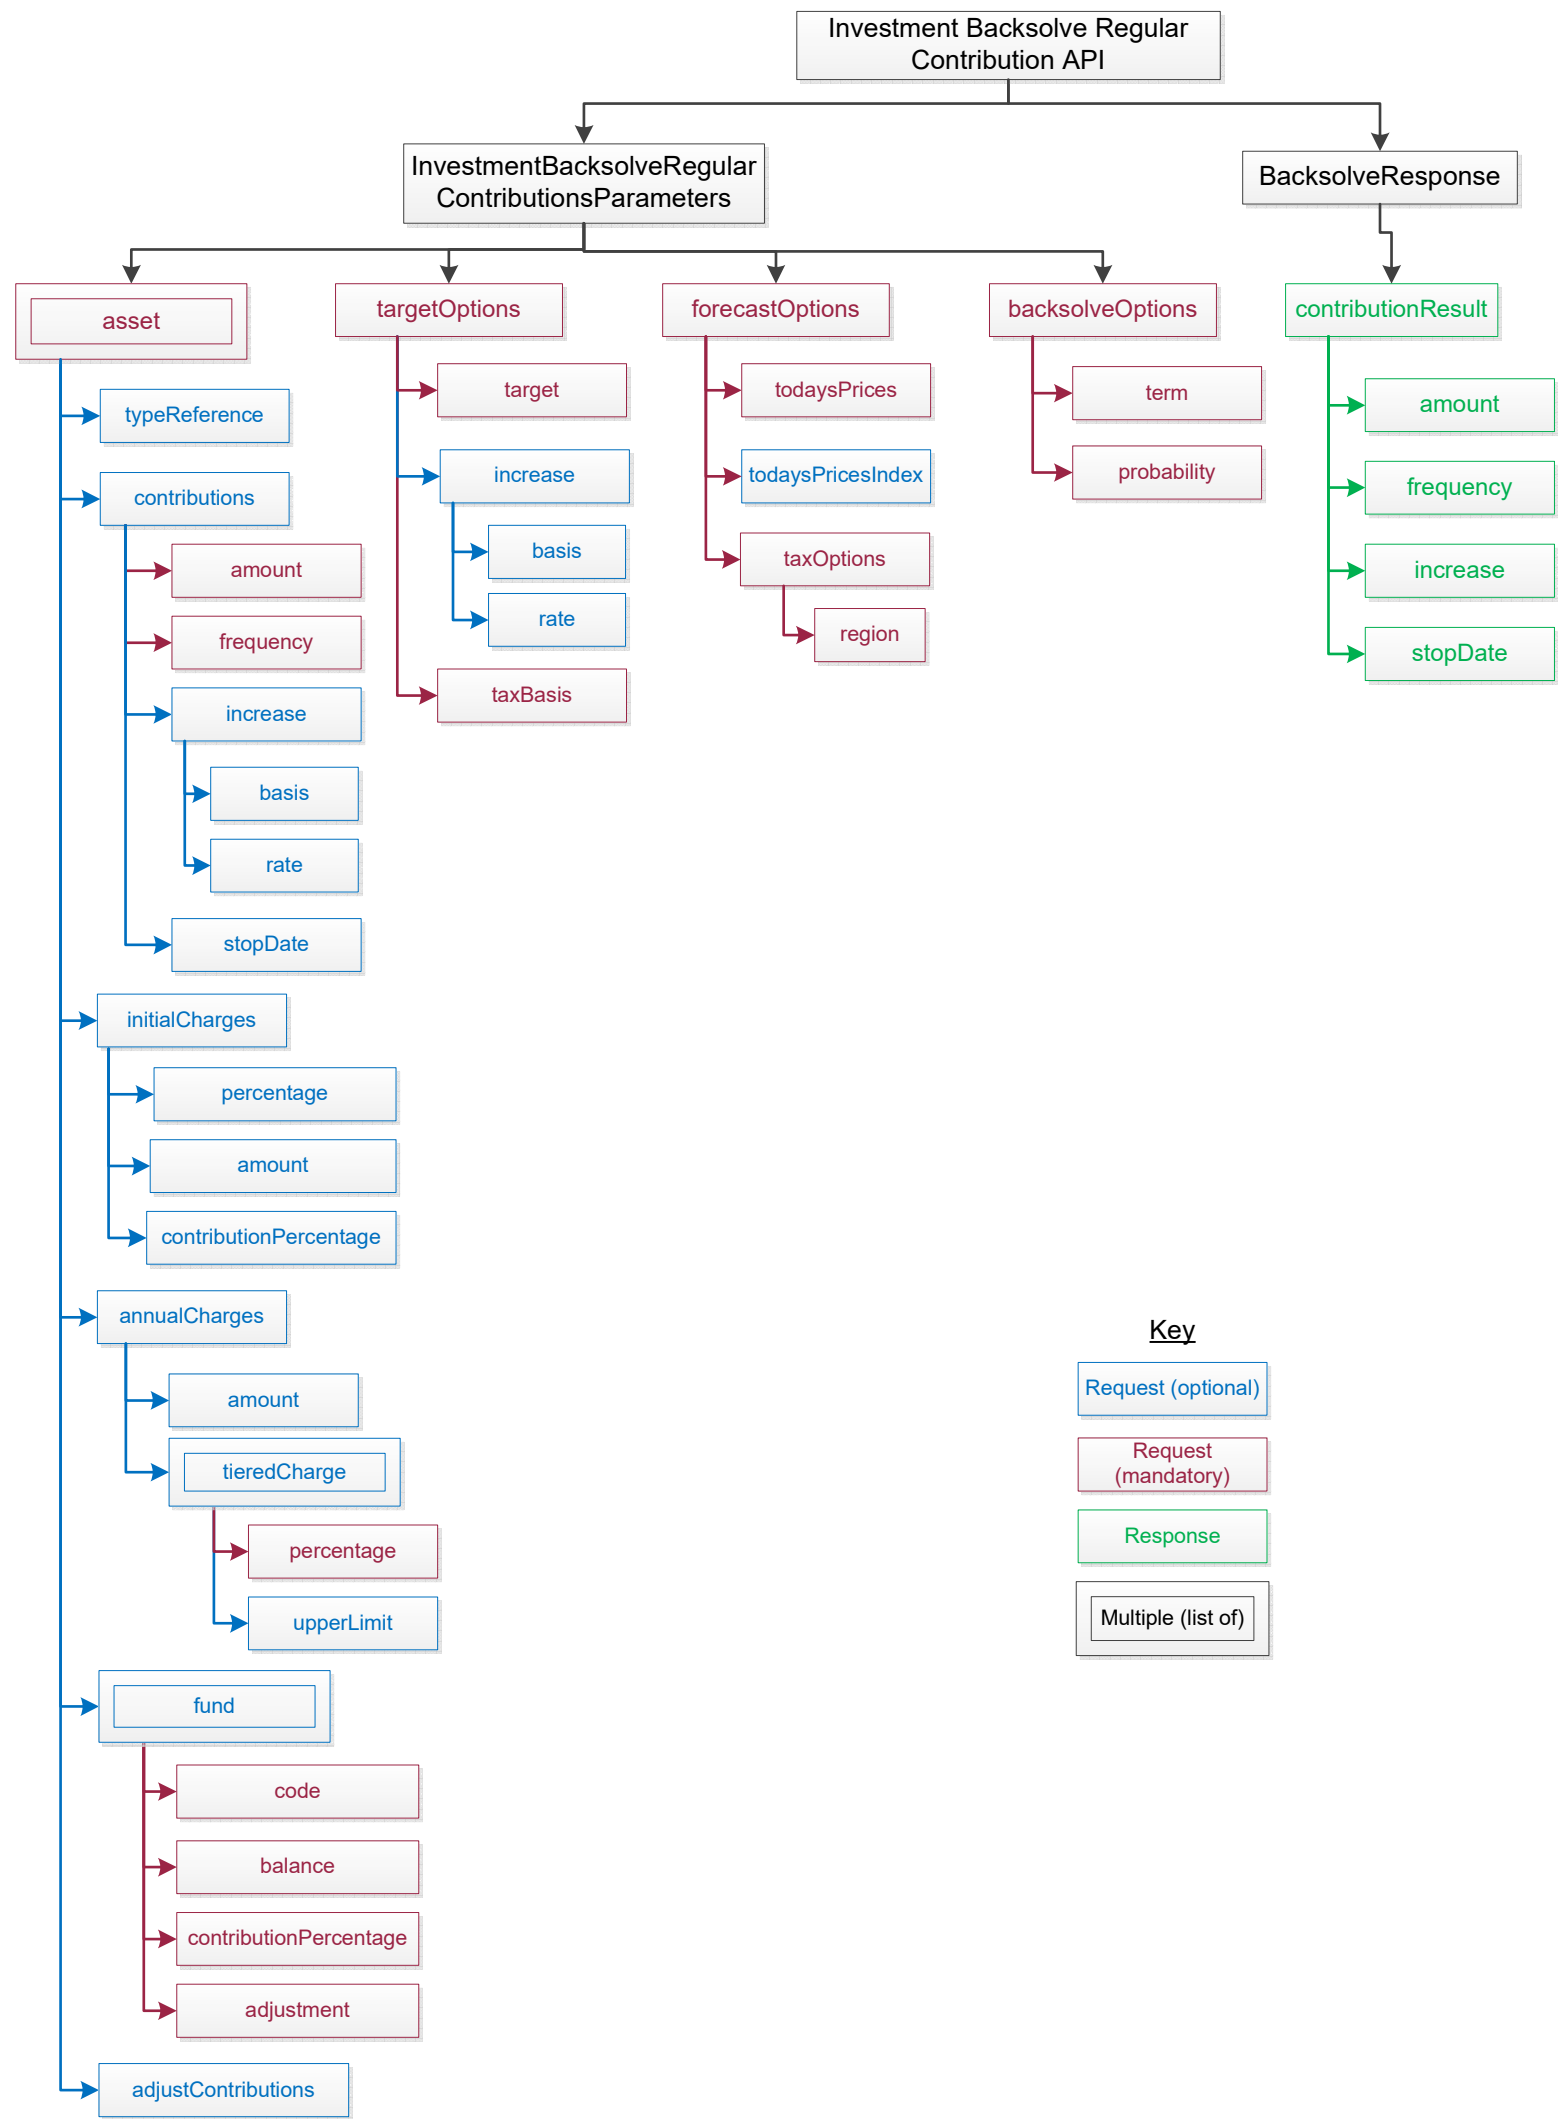 Investment Backsolve Regular
Contribution API
InvestmentBacksolveRegular
ContributionsParameters
BacksolveResponse
asset
targetOptions
forecastOptions
backsolveOptions
contributionResult
typeReference
contributions
amount
frequency
increase
basis
rate
stopDate
initialCharges
percentage
amount
contributionPercentage
annualCharges
amount
tieredCharge
percentage
upperLimit
fund
code
balance
contributionPercentage
adjustment
adjustContributions
target
increase
basis
rate
taxBasis
todaysPrices
todaysPricesIndex
taxOptions
region
term
probability
amount
frequency
increase
stopDate
Key
Request (optional)
Request
(mandatory)
Response
Multiple (list of)